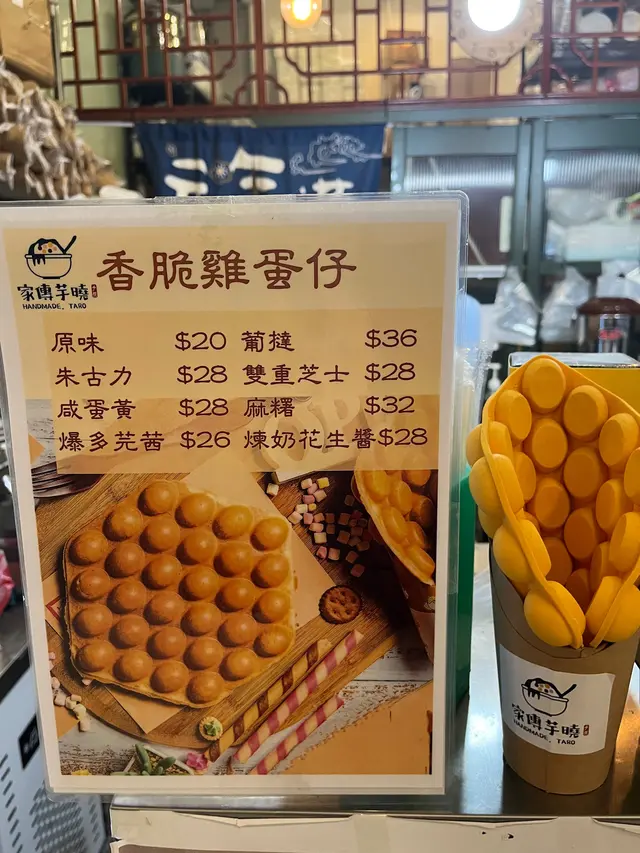 家傳芋曉
HANDMADE, TARO
香脆雞蛋仔
原味 $20 葡撻 $36
朱古力 $28 雙重芝士 $28
咸蛋黃 $28 麻糬 $32
爆多芫茜 $26 煉奶花生醬 $28
家傳芋曉
HANDMADE, TARO